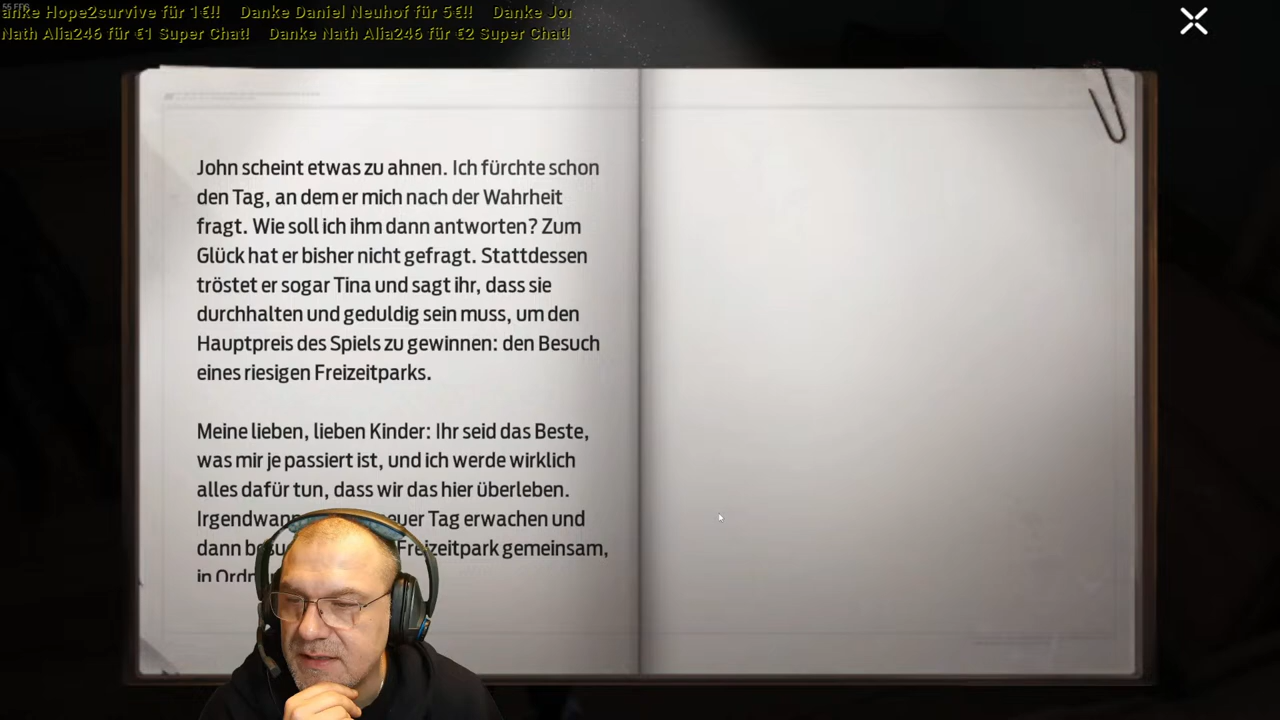 55 FPS
anke Hope2survive für 1€!! Danke Daniel Neuhof für 5€!! Danke Jor
Nath Alia246 für €1 Super Chat! Danke Nath Alia246 für €2 Super Chat!
John scheint etwas zu ahnen. Ich fürchte schon
den Tag, an dem er mich nach der Wahrheit
fragt. Wie soll ich ihm dann antworten? Zum
Glück hat er bisher nicht gefragt. Stattdessen
tröstet er sogar Tina und sagt ihr, dass sie
durchhalten und geduldig sein muss, um den
Hauptpreis des Spiels zu gewinnen: den Besuch
eines riesigen Freizeitparks.
Meine lieben, lieben Kinder: Ihr seid das Beste,
was mir je passiert ist, und ich werde wirklich
alles dafür tun, dass wir das hier überleben.
Irgendwann euer Tag erwachen und
dann Freizeitpark gemeinsam,
in